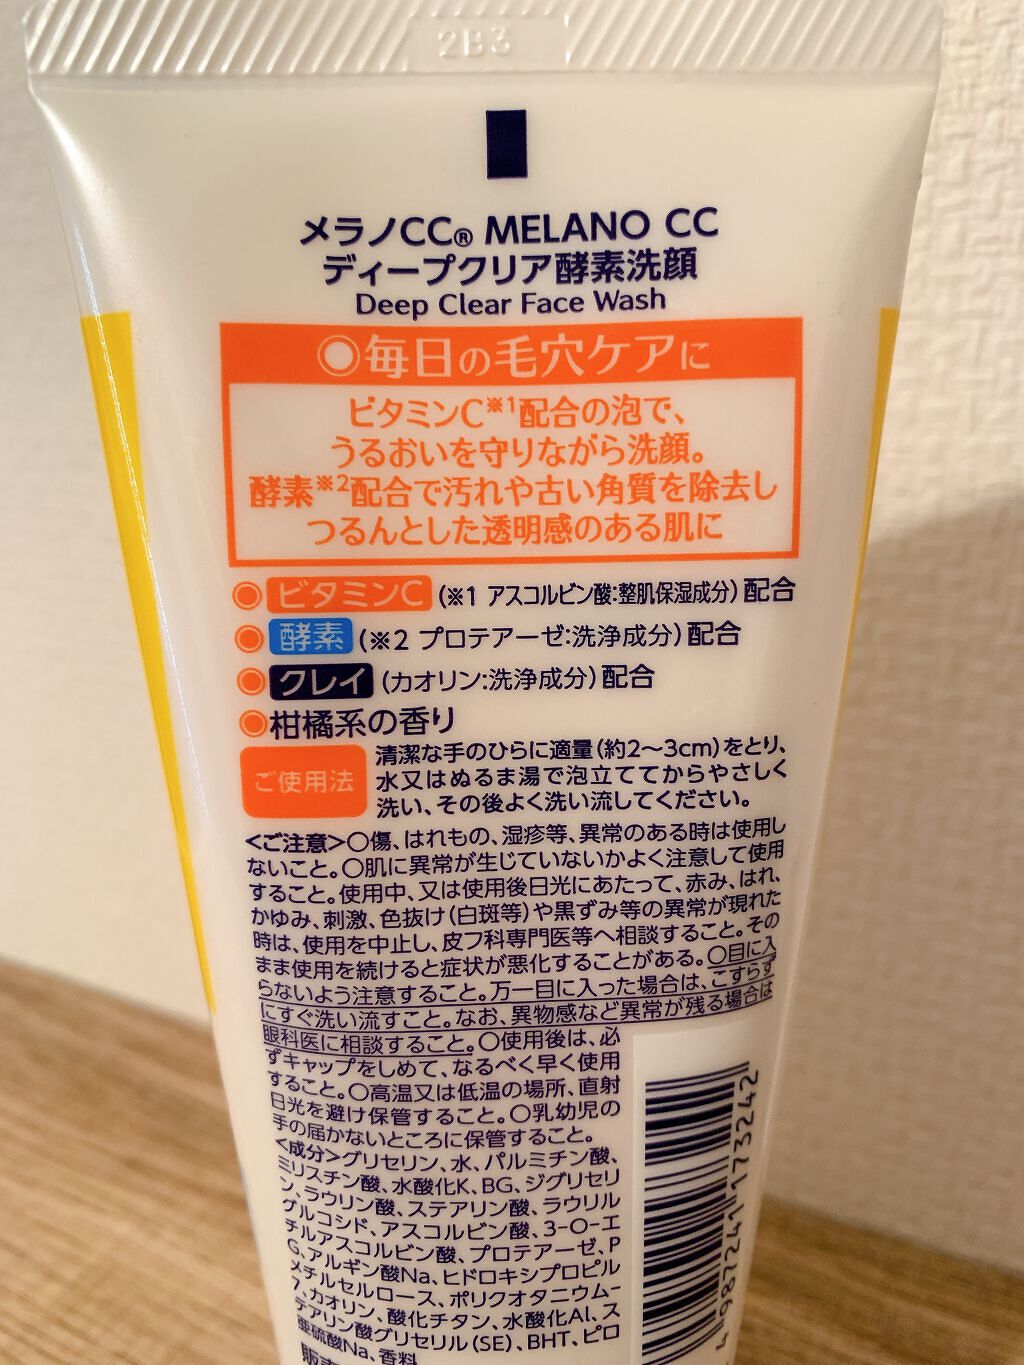 2B3
メラノCC® MELANO CC
ディープクリア酵素洗顔
Deep Clear Face Wash
◎毎日の毛穴ケアに
ビタミンC※1配合の泡で、
うるおいを守りながら洗顔。
酵素※2配合で汚れや古い角質を除去し
つるんとした透明感のある肌に
◉ビタミンC(※1 アスコルビン酸:整肌保湿成分)配合
◉酵素(※2 プロテアーゼ:洗浄成分)配合
◉クレイ(カオリン:洗浄成分)配合
◉柑橘系の香り
ご使用法
清潔な手のひらに適量(約2〜3cm)をとり、
水又はぬるま湯で泡立ててからやさしく
洗い、その後よく洗い流してください。
<ご注意>○傷、はれもの、湿疹等、異常のある時は使用し
ないこと。○肌に異常が生じていないかよく注意して使用
すること。使用中、又は使用後日光にあたって、赤み、はれ、
かゆみ、刺激、色抜け(白斑等)や黒ずみ等の異常が現れた
時は、使用を中止し、皮フ科専門医等へ相談すること。その
まま使用を続けると症状が悪化することがある。○目に入
らないよう注意すること。万一目に入った場合は、こすらず
にすぐ洗い流すこと。なお、異物感など異常が残る場合は
眼科医に相談すること。○使用後は、必
ずキャップをしめて、なるべく早く使用
すること。○高温又は低温の場所、直射
日光を避け保管すること。○乳幼児の
手の届かないところに保管すること。
<成分>グリセリン、水、パルミチン酸、
ミリスチン酸、水酸化K、BG、ジグリセリ
ン、ラウリン酸、ステアリン酸、ラウリル
グルコシド、アスコルビン酸、3-O-エ
チルアスコルビン酸、プロテアーゼ、P
G、アルギン酸Na、ヒドロキシプロピル
メチルセルロース、ポリクオタニウム-
7、カオリン、酸化チタン、水酸化Al、ス
テアリン酸グリセリル(SE)、BHT、ピロ
亜硫酸Na、香料
4 987241 173242